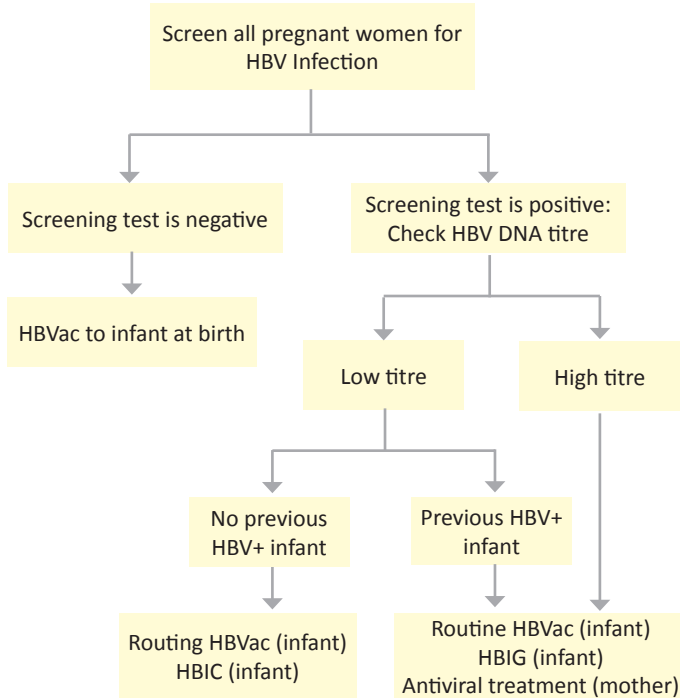 Screen all pregnant women for
HBV Infection
Screening test is negative
Screening test is positive:
Check HBV DNA titre
HBVac to infant at birth
Low titre
High titre
No previous
HBV+ infant
Previous HBV+
infant
Routing HBVac (infant)
HBIC (infant)
Routine HBVac (infant)
HBIG (infant)
Antiviral treatment (mother)